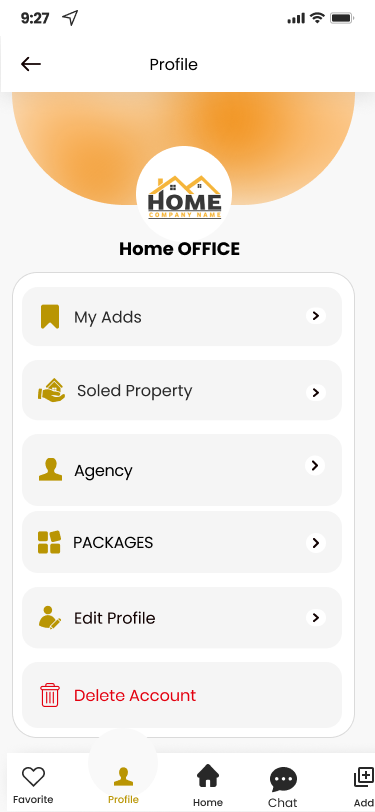 9:27
Profile
HOME
COMPANY NAME
Home OFFICE
My Adds
Soled Property
Agency
PACKAGES
Edit Profile
Delete Account
Favorite
Profile
Home
Chat
Add